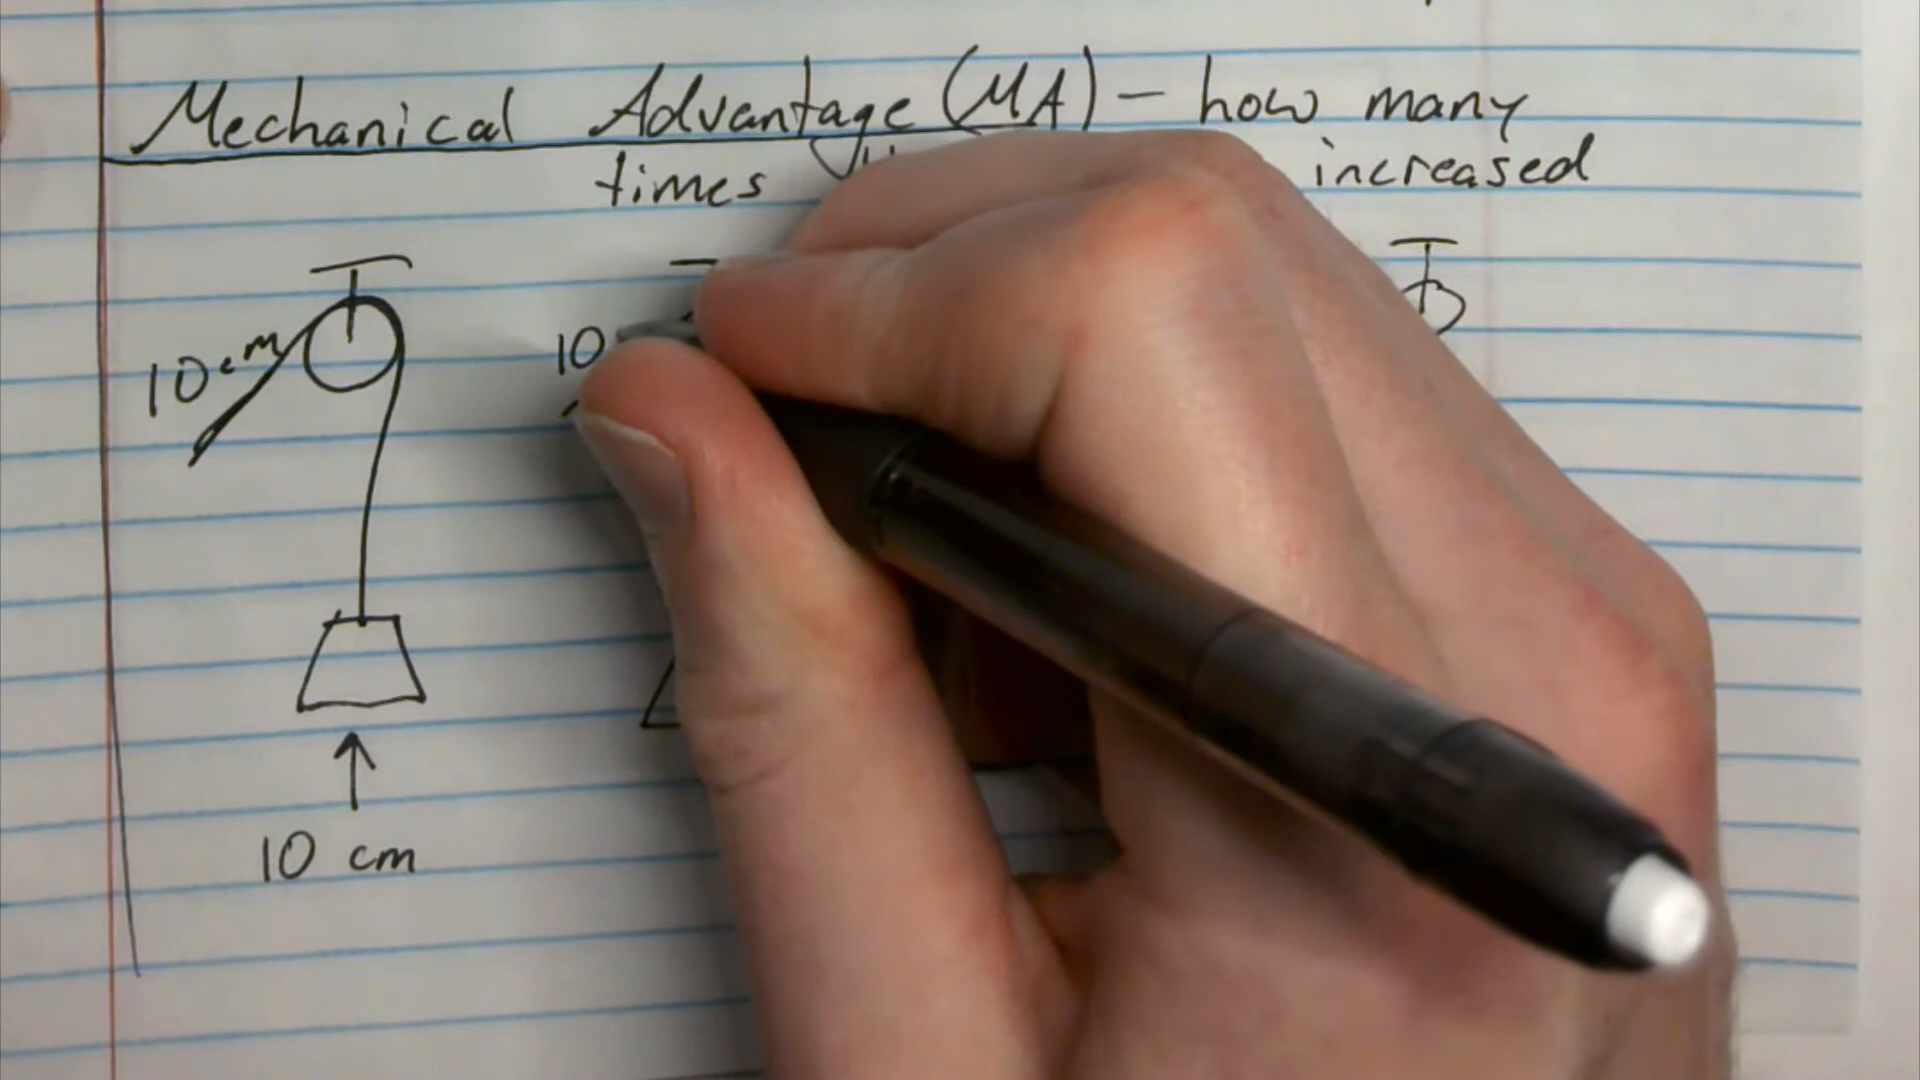 Mechanical Advantage (MA) – how many
times increased
10 cm
10
10 cm